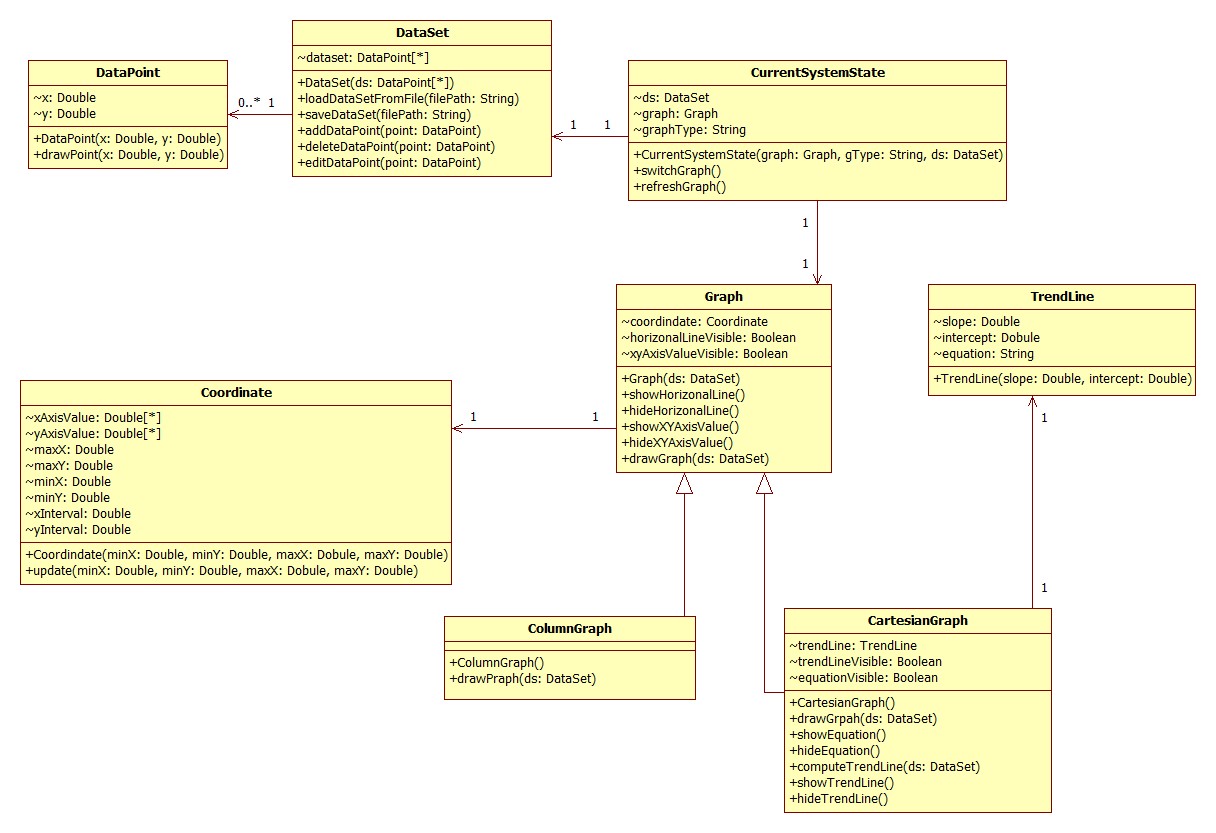 DataSet
~dataset: DataPoint[*]
+DataSet(ds: DataPoint[*])
+loadDataSetFromFile(filePath: String)
+saveDataSet(filePath: String)
+addDataPoint(point: DataPoint)
+deleteDataPoint(point: DataPoint)
+editDataPoint(point: DataPoint)
DataPoint
~x: Double
~y: Double
+DataPoint(x: Double, y: Double)
+drawPoint(x: Double, y: Double)
0..* 1
CurrentSystemState
~ds: DataSet
~graph: Graph
~graphType: String
+CurrentSystemState(graph: Graph, gType: String, ds: DataSet)
+switchGraph()
+refreshGraph()
1 1
1
1
Graph
~coordindate: Coordinate
~horizonalLineVisible: Boolean
~xyAxisValueVisible: Boolean
+Graph(ds: DataSet)
+showHorizonalLine()
+hideHorizonalLine()
+showXYAxisValue()
+hideXYAxisValue()
+drawGraph(ds: DataSet)
TrendLine
~slope: Double
~intercept: Dobule
~equation: String
+TrendLine(slope: Double, intercept: Double)
1
1
Coordinate
~xAxisValue: Double[*]
~yAxisValue: Double[*]
~maxX: Double
~maxY: Double
~minX: Double
~minY: Double
~xInterval: Double
~yInterval: Double
+Coordindate(minX: Double, minY: Double, maxX: Dobule, maxY: Double)
+update(minX: Double, minY: Double, maxX: Dobule, maxY: Double)
1 1
ColumnGraph
+ColumnGraph()
+drawPraph(ds: DataSet)
CartesianGraph
~trendLine: TrendLine
~trendLineVisible: Boolean
~equationVisible: Boolean
+CartesianGraph()
+drawGrpah(ds: DataSet)
+showEquation()
+hideEquation()
+computeTrendLine(ds: DataSet)
+showTrendLine()
+hideTrendLine()